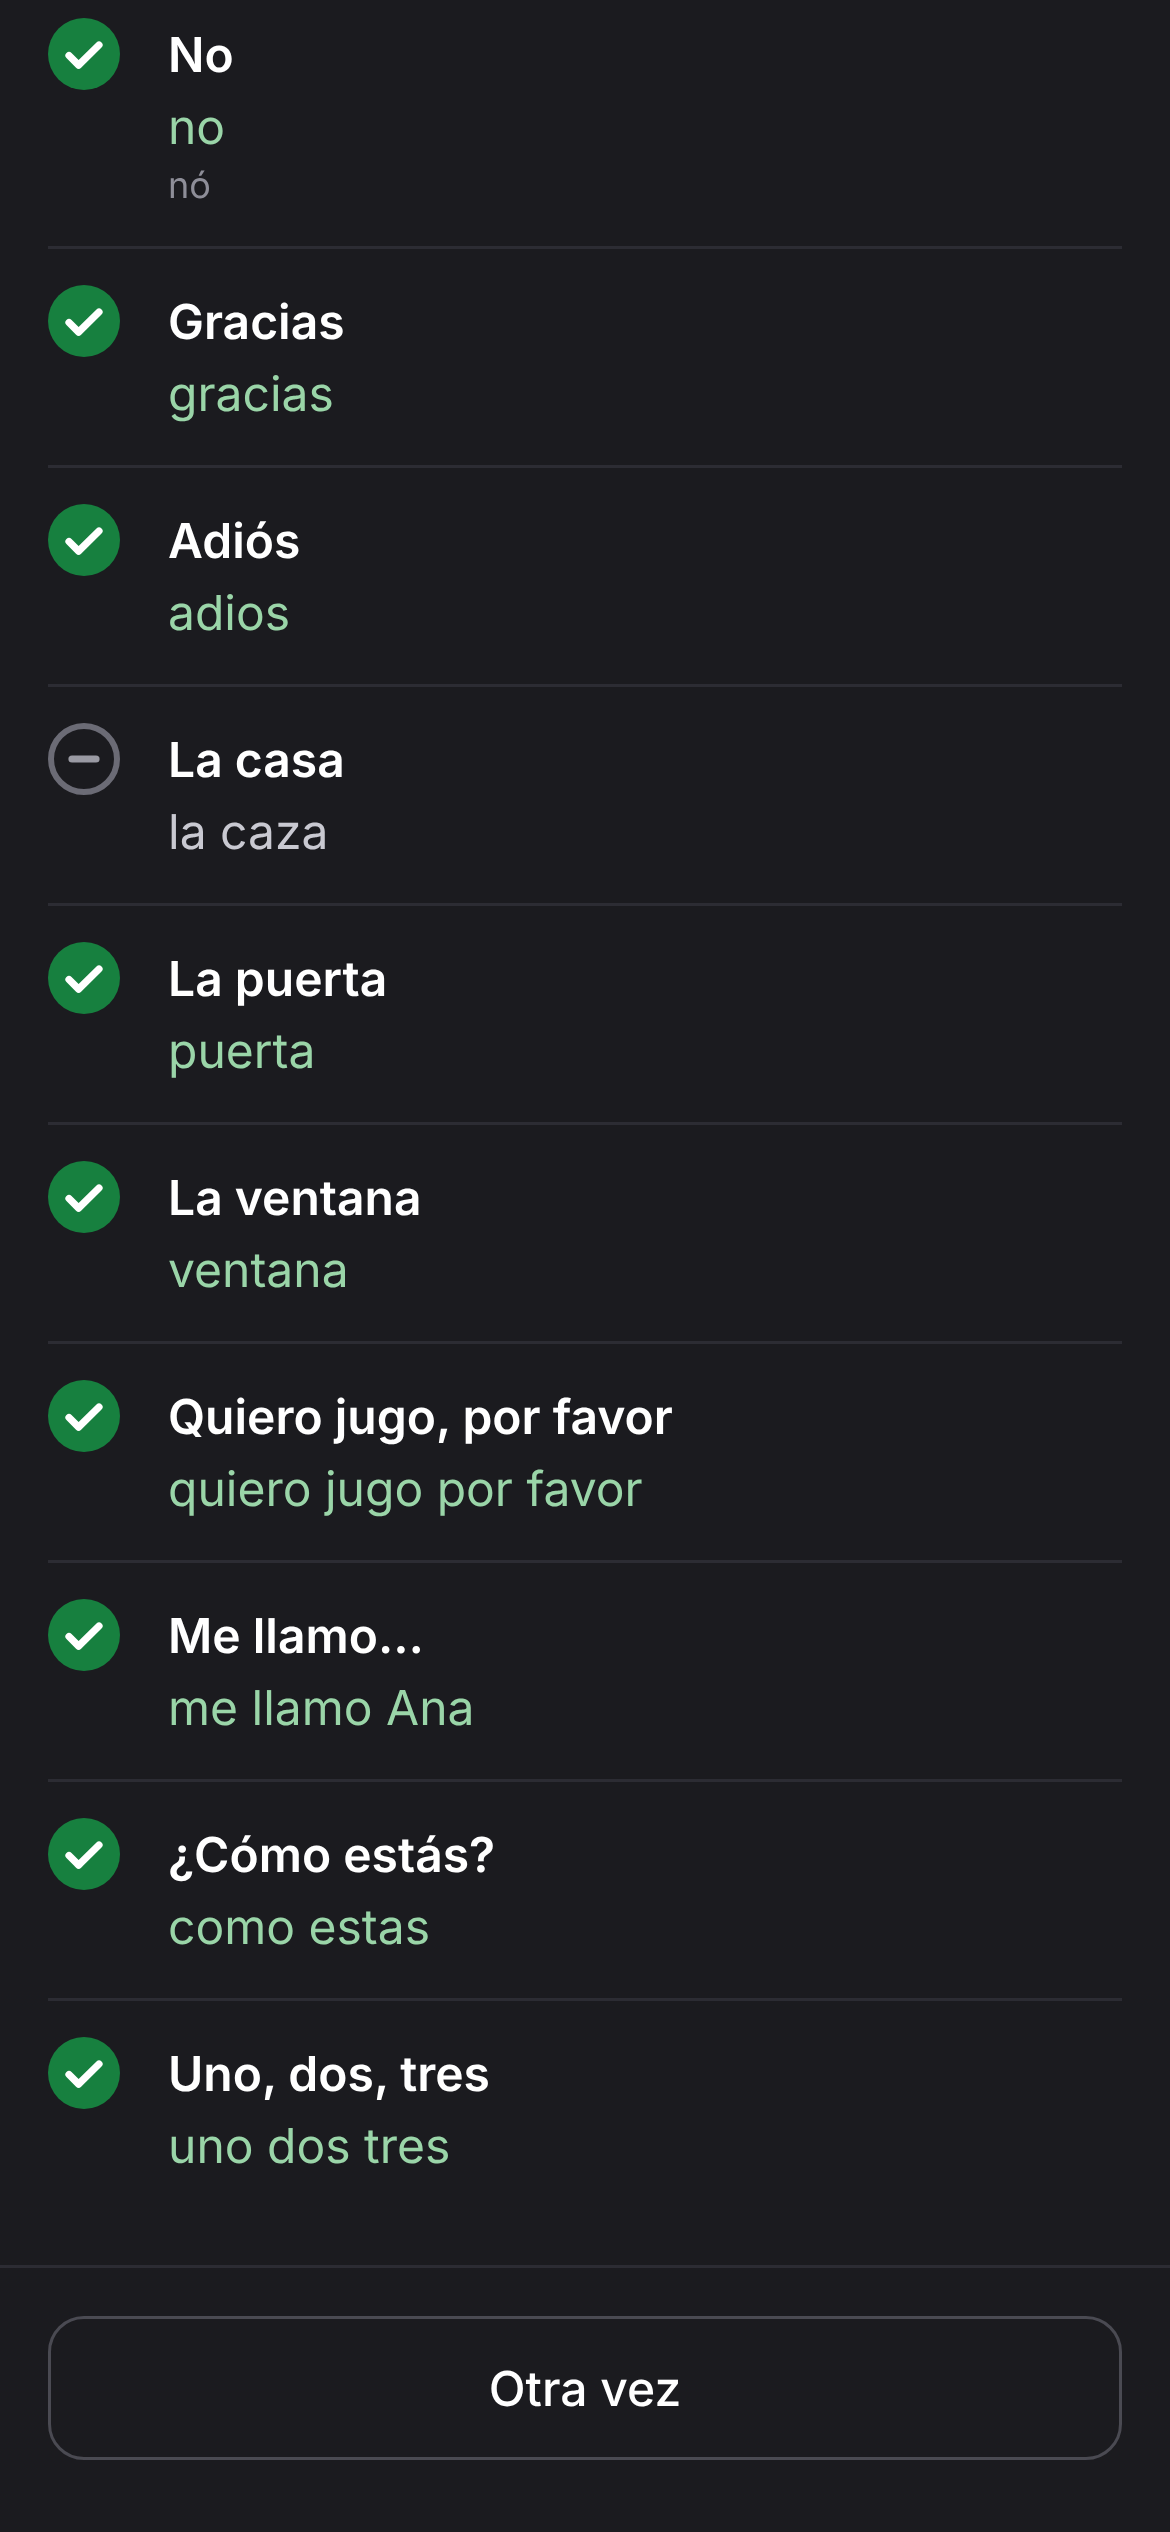 No
no
nó
Gracias
gracias
Adiós
adios
La casa
la caza
La puerta
puerta
La ventana
ventana
Quiero jugo, por favor
quiero jugo por favor
Me llamo...
me llamo Ana
¿Cómo estás?
como estas
Uno, dos, tres
uno dos tres
Otra vez